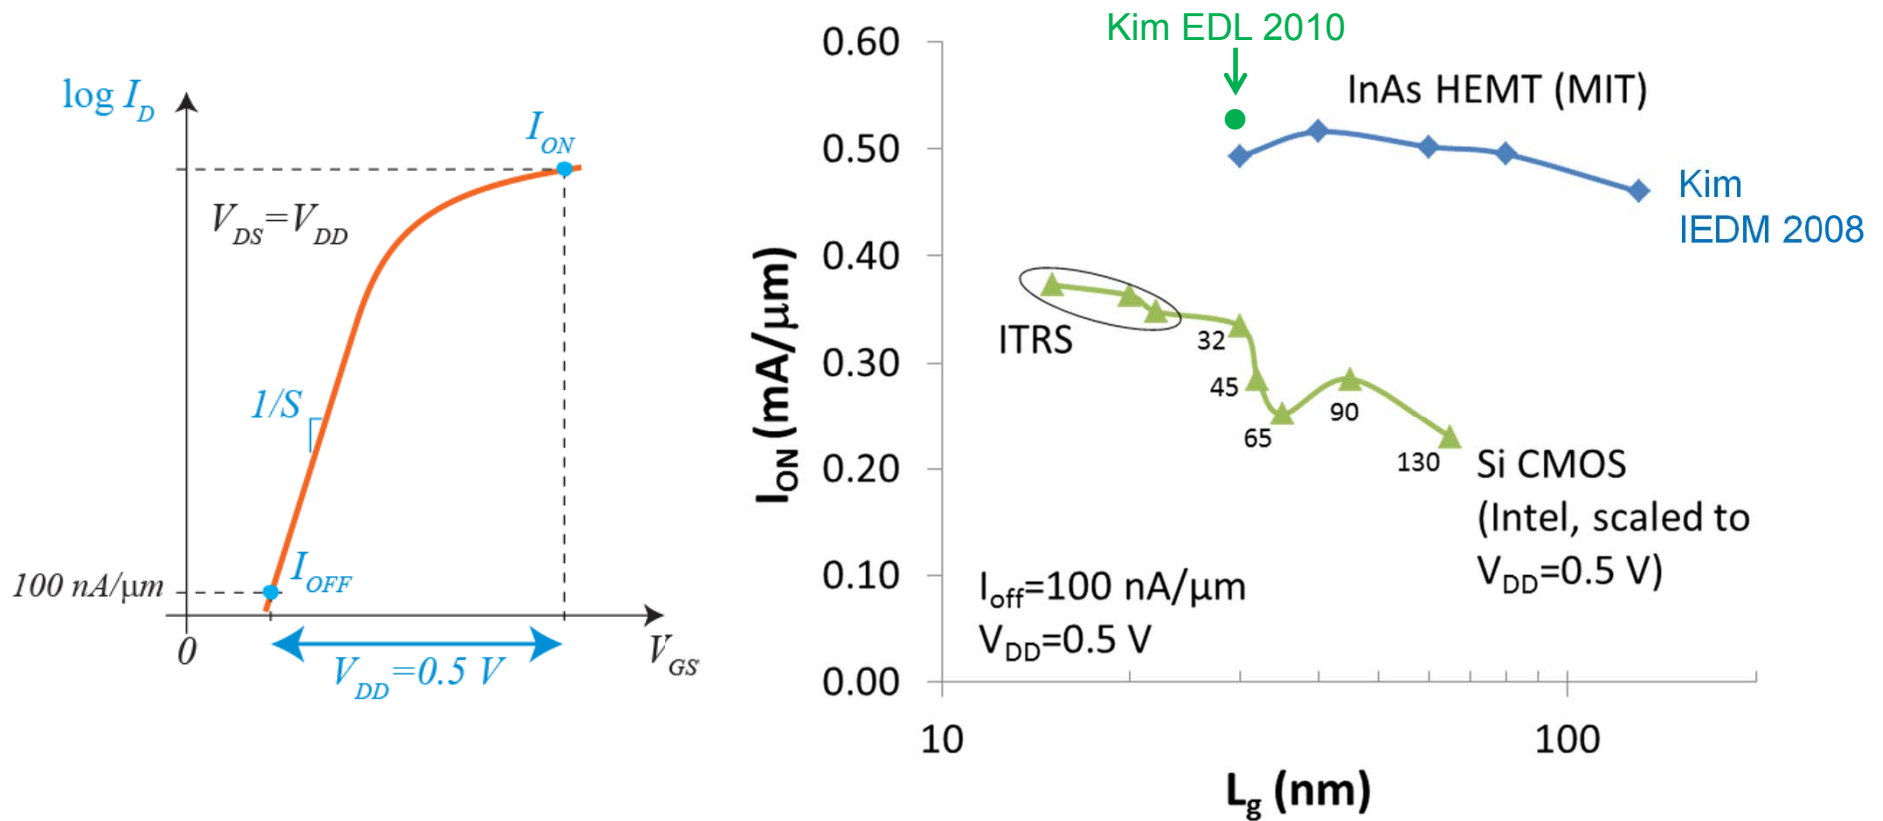 log I_D
I_ON
V_DS=V_DD
1/S
I_OFF
100 nA/μm
0
V_DD=0.5 V
V_GS
Kim EDL 2010
InAs HEMT (MIT)
Kim
IEDM 2008
I_ON (mA/μm)
0.60
0.50
0.40
0.30
0.20
0.10
0.00
ITRS
32
45
65
90
130
Si CMOS
(Intel, scaled to
V_DD=0.5 V)
I_off=100 nA/μm
V_DD=0.5 V
10
100
L_g (nm)